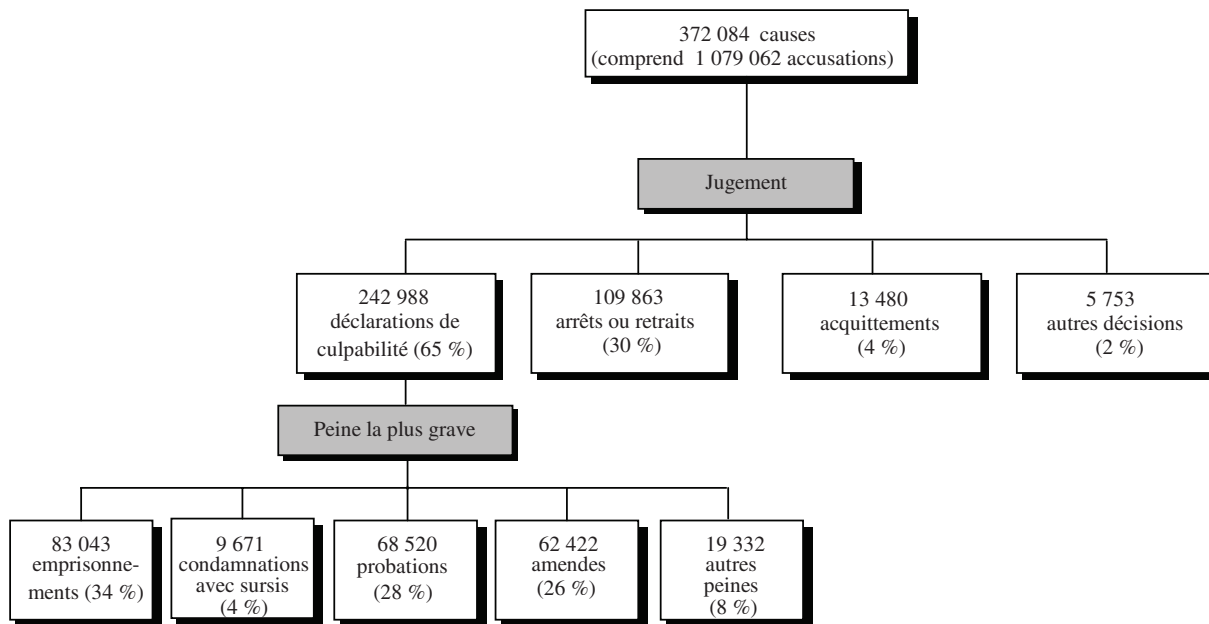 372 084 causes
(comprend 1 079 062 accusations)
Jugement
242 988
déclarations de
culpabilité (65 %)
109 863
arrêts ou retraits
(30 %)
13 480
acquittements
(4 %)
5 753
autres décisions
(2 %)
Peine la plus grave
83 043
emprisonne-
ments (34 %)
9 671
condamnations
avec sursis
(4 %)
68 520
probations
(28 %)
62 422
amendes
(26 %)
19 332
autres
peines
(8 %)